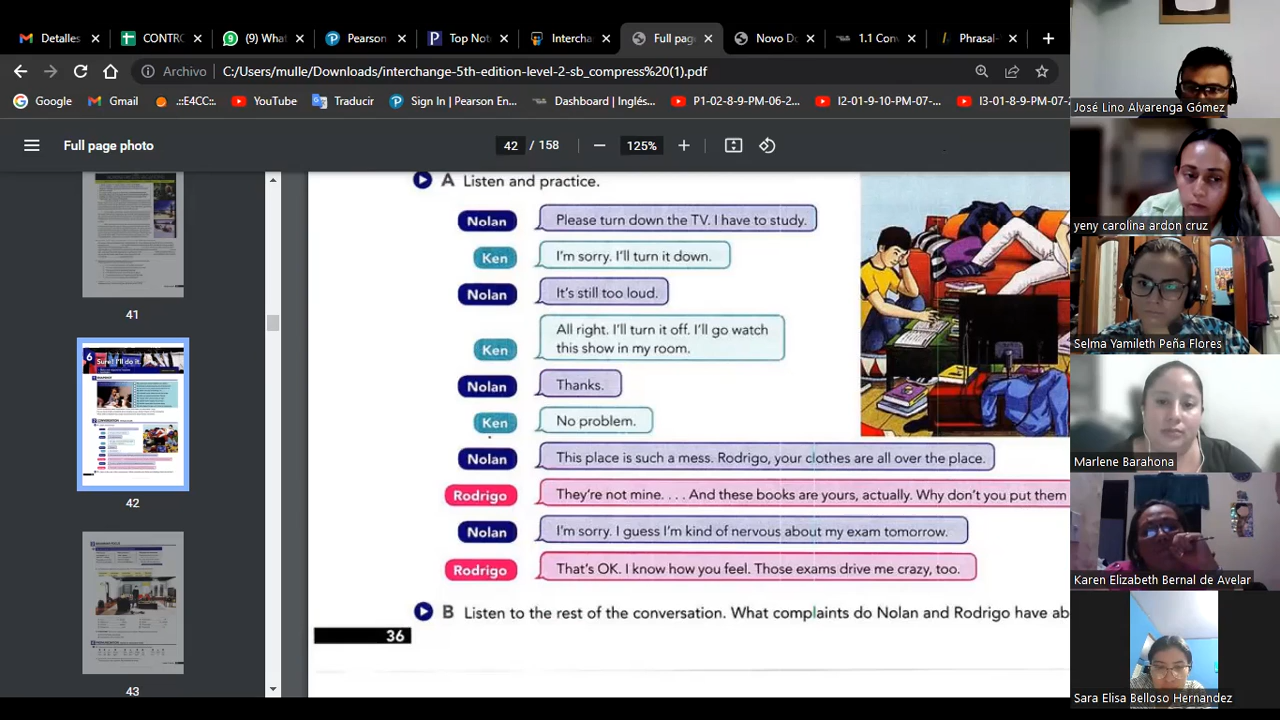 Detalles
CONTRO
(9) What
Pearson
Top Note
Intercha
Full page
Novo D
1.1 Con
Phrasal-
Archivo
C:/Users/mulle/Downloads/interchange-5th-edition-level-2-sb_compress%20(1).pdf
Google
Gmail
.::E4CC:.
YouTube
Traducir
Sign In | Pearson En...
Dashboard | Inglés...
P1-02-8-9-PM-06-2...
I2-01-9-10-PM-07-...
I3-01-8-9-PM-07-2
Full page photo
42 / 158
125%
41
6 Sure! I'll do it.
42
43
A Listen and practice.
Nolan Please turn down the TV. I have to study.
Ken I'm sorry. I'll turn it down.
Nolan It's still too loud.
Ken All right. I'll turn it off. I'll go watch
this show in my room.
Nolan Thanks.
Ken No problem.
Nolan This place is such a mess. Rodrigo, your clothes are all over the place.
Rodrigo They're not mine. . . . And these books are yours, actually. Why don't you put them
Nolan I'm sorry. I guess I'm kind of nervous about my exam tomorrow.
Rodrigo That's OK. I know how you feel. Those exams drive me crazy, too.
B Listen to the rest of the conversation. What complaints do Nolan and Rodrigo have ab
36
José Lino Alvarenga Gómez
yeny carolina ardon cruz
Selma Yamileth Peña Flores
Marlene Barahona
Karen Elizabeth Bernal de Avelar
Sara Elisa Belloso Hernandez